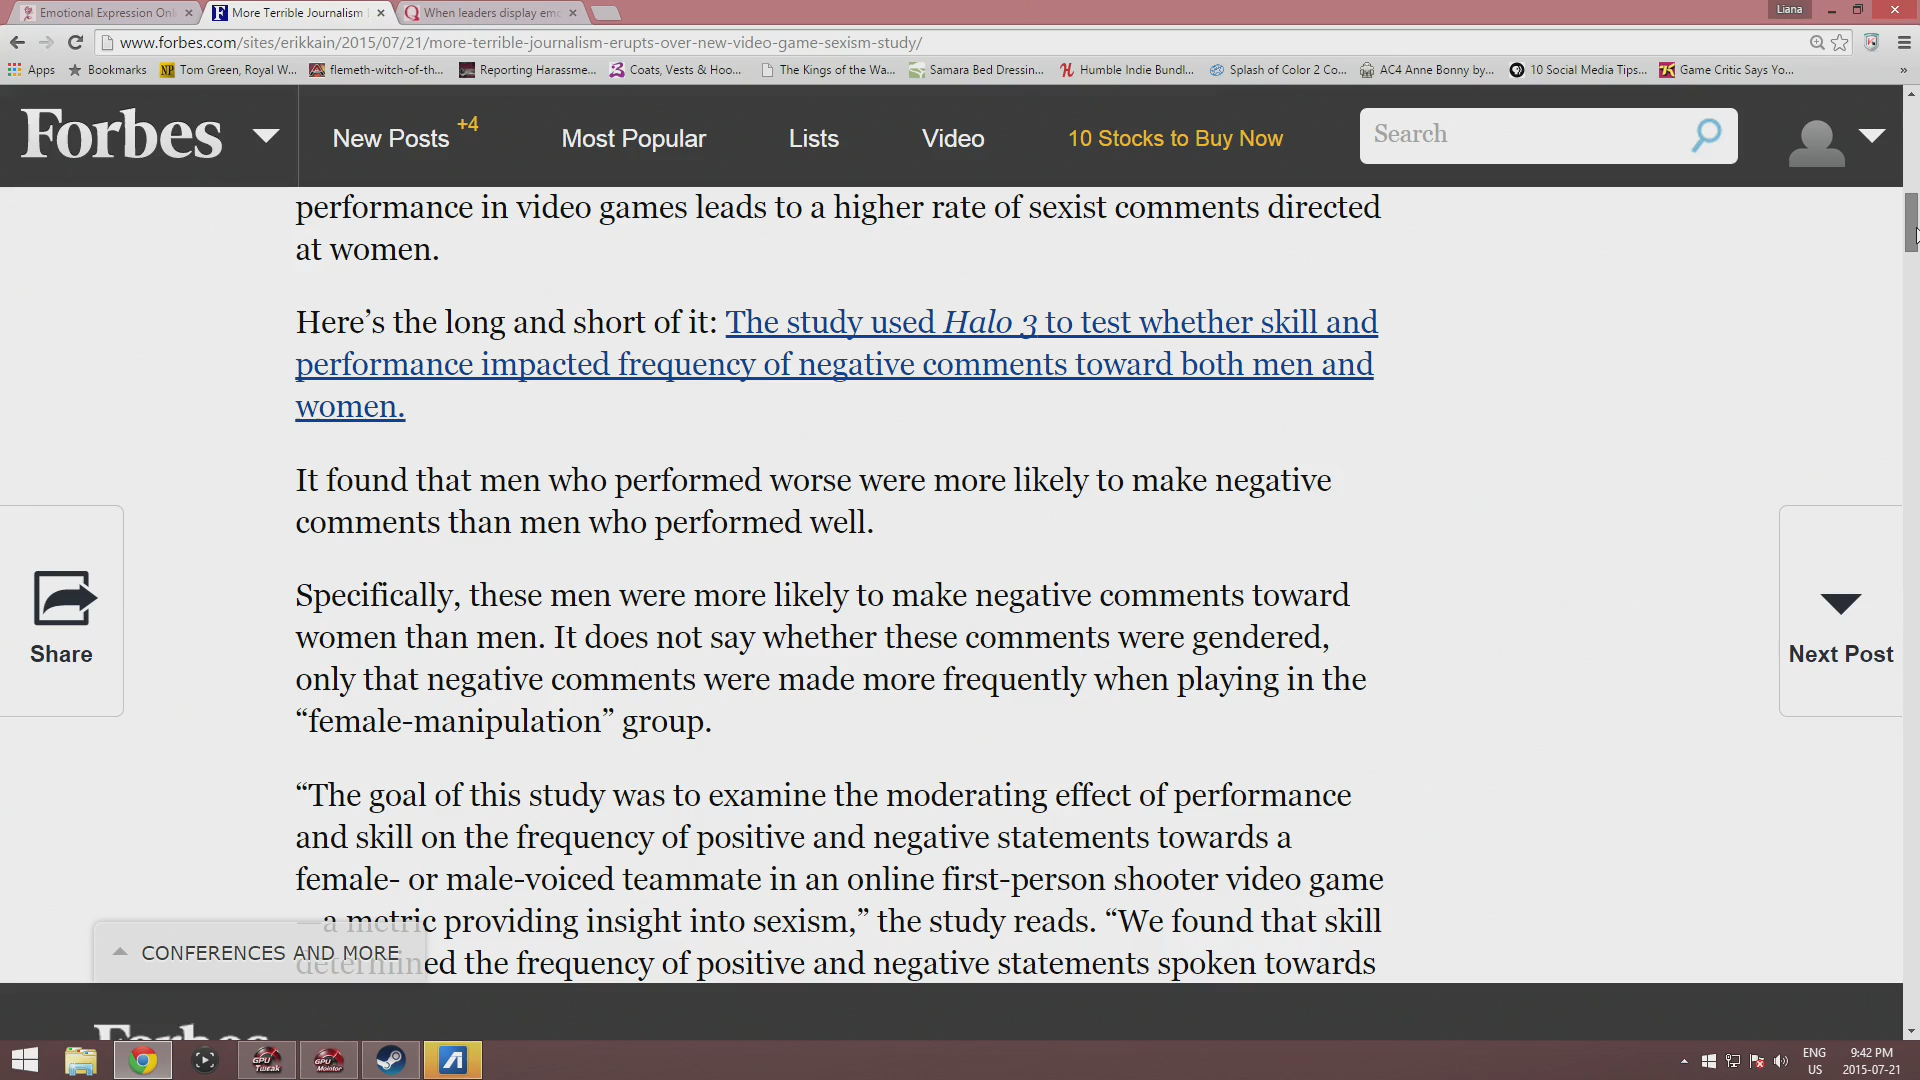 Emotional Expression Onl
More Terrible Journalism
When leaders display emo
Liana
www.forbes.com/sites/erikkain/2015/07/21/more-terrible-journalism-erupts-over-new-video-game-sexism-study/
Apps
Bookmarks
Tom Green, Royal W...
flemeth-witch-of-th...
Reporting Harassme...
Coats, Vests & Hoo...
The Kings of the Wa...
Samara Bed Dressin...
Humble Indie Bundl...
Splash of Color 2 Co...
AC4 Anne Bonny by...
10 Social Media Tips...
Game Critic Says Yo...
»
Forbes
New Posts +4
Most Popular
Lists
Video
10 Stocks to Buy Now
Search
performance in video games leads to a higher rate of sexist comments directed
at women.
Here’s the long and short of it: The study used Halo 3 to test whether skill and
performance impacted frequency of negative comments toward both men and
women.
It found that men who performed worse were more likely to make negative
comments than men who performed well.
Specifically, these men were more likely to make negative comments toward
women than men. It does not say whether these comments were gendered,
only that negative comments were made more frequently when playing in the
“female-manipulation” group.
“The goal of this study was to examine the moderating effect of performance
and skill on the frequency of positive and negative statements towards a
female- or male-voiced teammate in an online first-person shooter video game
—a metric providing insight into sexism,” the study reads. “We found that skill
determined the frequency of positive and negative statements spoken towards
Share
Next Post
CONFERENCES AND MORE
Forbes
GPU Tweak
GPU Monitor
ENG
US
9:42 PM
2015-07-21